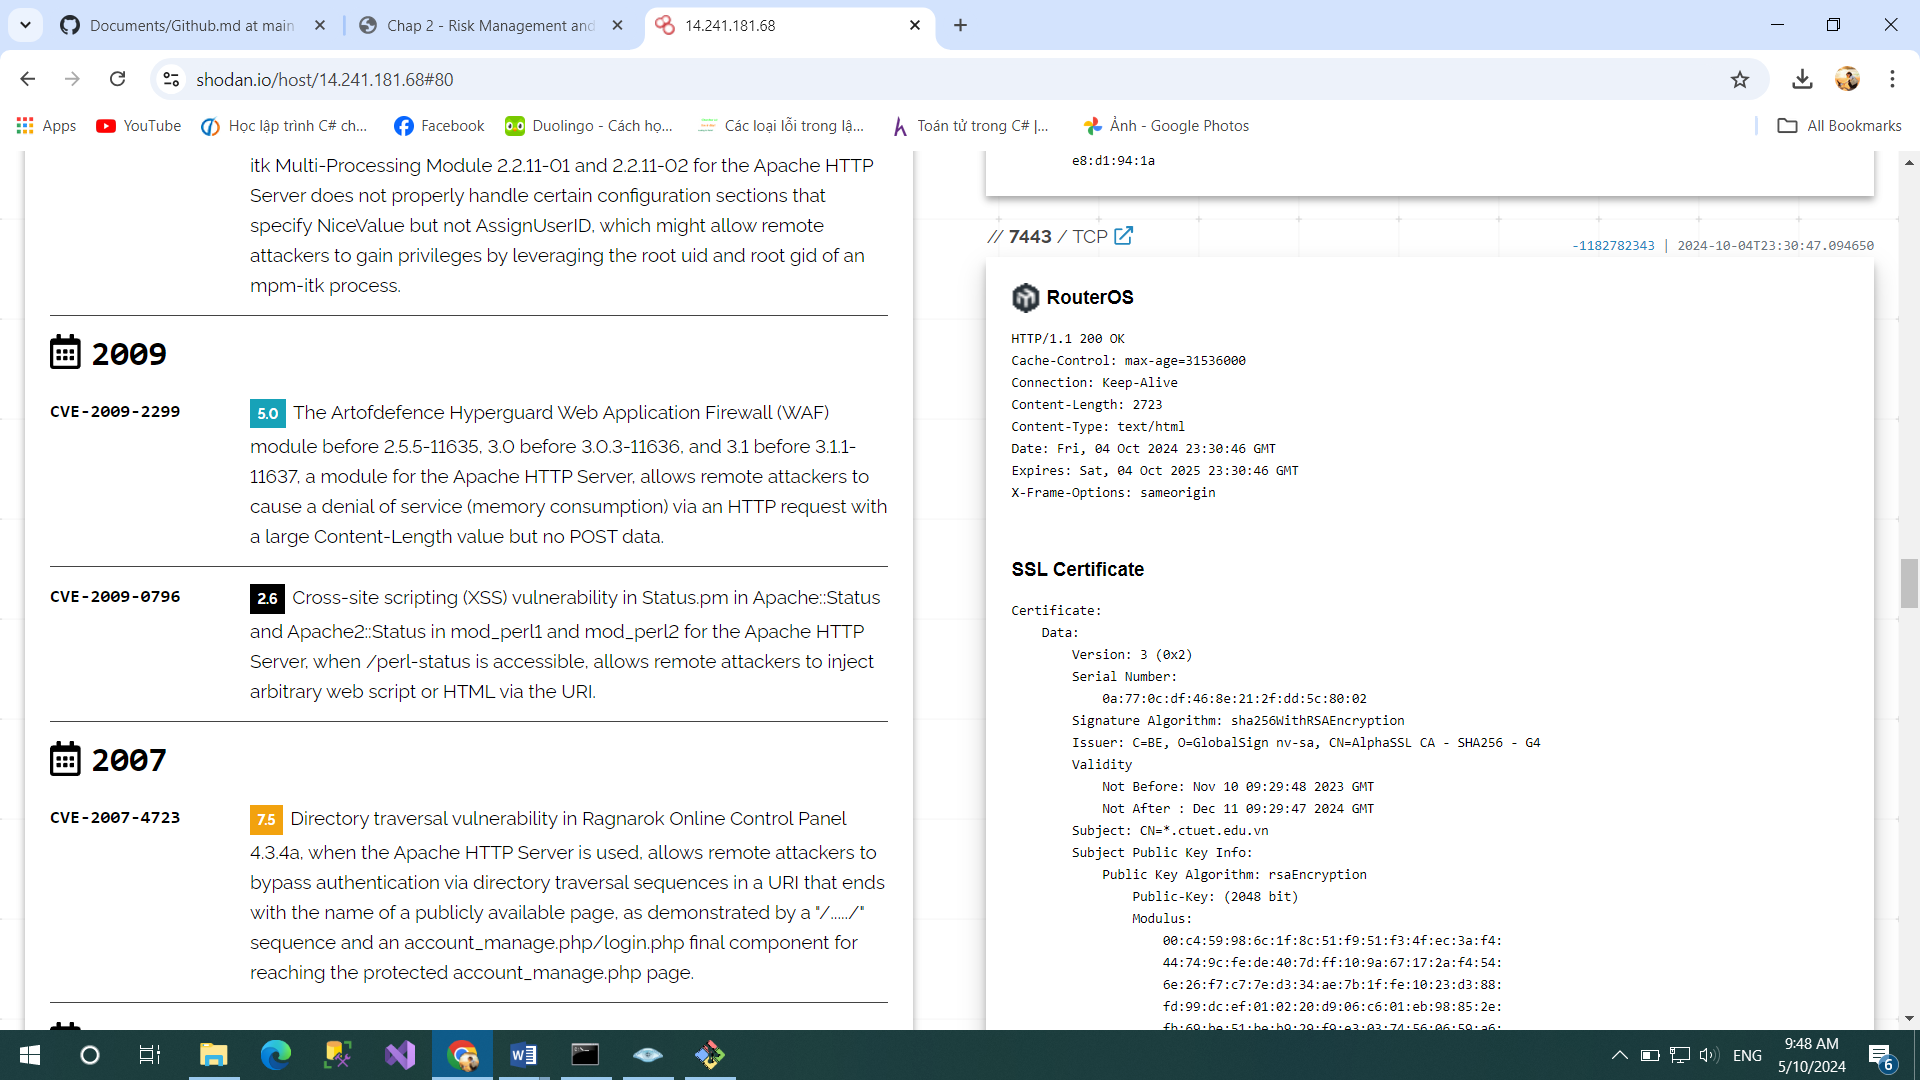 Documents/Github.md at main
Chap 2 - Risk Management and
14.241.181.68
shodan.io/host/14.241.181.68#80
Apps
YouTube
Học lập trình C# ch...
Facebook
Duolingo - Cách họ...
Các loại lỗi trong lậ...
Toán tử trong C# |...
Ảnh - Google Photos
All Bookmarks
itk Multi-Processing Module 2.2.11-01 and 2.2.11-02 for the Apache HTTP
Server does not properly handle certain configuration sections that
specify NiceValue but not AssignUserID, which might allow remote
attackers to gain privileges by leveraging the root uid and root gid of an
mpm-itk process.
2009
CVE-2009-2299
5.0 The Artofdefence Hyperguard Web Application Firewall (WAF)
module before 2.5.5-11635, 3.0 before 3.0.3-11636, and 3.1 before 3.1.1-
11637, a module for the Apache HTTP Server, allows remote attackers to
cause a denial of service (memory consumption) via an HTTP request with
a large Content-Length value but no POST data.
CVE-2009-0796
2.6 Cross-site scripting (XSS) vulnerability in Status.pm in Apache::Status
and Apache2::Status in mod_perl1 and mod_perl2 for the Apache HTTP
Server, when /perl-status is accessible, allows remote attackers to inject
arbitrary web script or HTML via the URI.
2007
CVE-2007-4723
7.5 Directory traversal vulnerability in Ragnarok Online Control Panel
4.3.4a, when the Apache HTTP Server is used, allows remote attackers to
bypass authentication via directory traversal sequences in a URI that ends
with the name of a publicly available page, as demonstrated by a "/...../"
sequence and an account_manage.php/login.php final component for
reaching the protected account_manage.php page.
e8:d1:94:1a
// 7443 / TCP
-1182782343 | 2024-10-04T23:30:47.094650
RouterOS
HTTP/1.1 200 OK
Cache-Control: max-age=31536000
Connection: Keep-Alive
Content-Length: 2723
Content-Type: text/html
Date: Fri, 04 Oct 2024 23:30:46 GMT
Expires: Sat, 04 Oct 2025 23:30:46 GMT
X-Frame-Options: sameorigin
SSL Certificate
Certificate:
Data:
Version: 3 (0x2)
Serial Number:
0a:77:0c:df:46:8e:21:2f:dd:5c:80:02
Signature Algorithm: sha256WithRSAEncryption
Issuer: C=BE, O=GlobalSign nv-sa, CN=AlphaSSL CA - SHA256 - G4
Validity
Not Before: Nov 10 09:29:48 2023 GMT
Not After : Dec 11 09:29:47 2024 GMT
Subject: CN=*.ctuet.edu.vn
Subject Public Key Info:
Public Key Algorithm: rsaEncryption
Public-Key: (2048 bit)
Modulus:
00:c4:59:98:6c:1f:8c:51:f9:51:f3:4f:ec:3a:f4:
44:74:9c:fe:de:40:7d:ff:10:9a:67:17:2a:f4:54:
6e:26:f7:c7:7e:d3:34:ae:7b:1f:fe:10:23:d3:88:
fd:99:dc:ef:01:02:20:d9:06:c6:01:eb:98:85:2e:
fb:69:be:51:be:b9:29:f9:e3:03:74:56:06:59:a6:
ENG
9:48 AM
5/10/2024
6